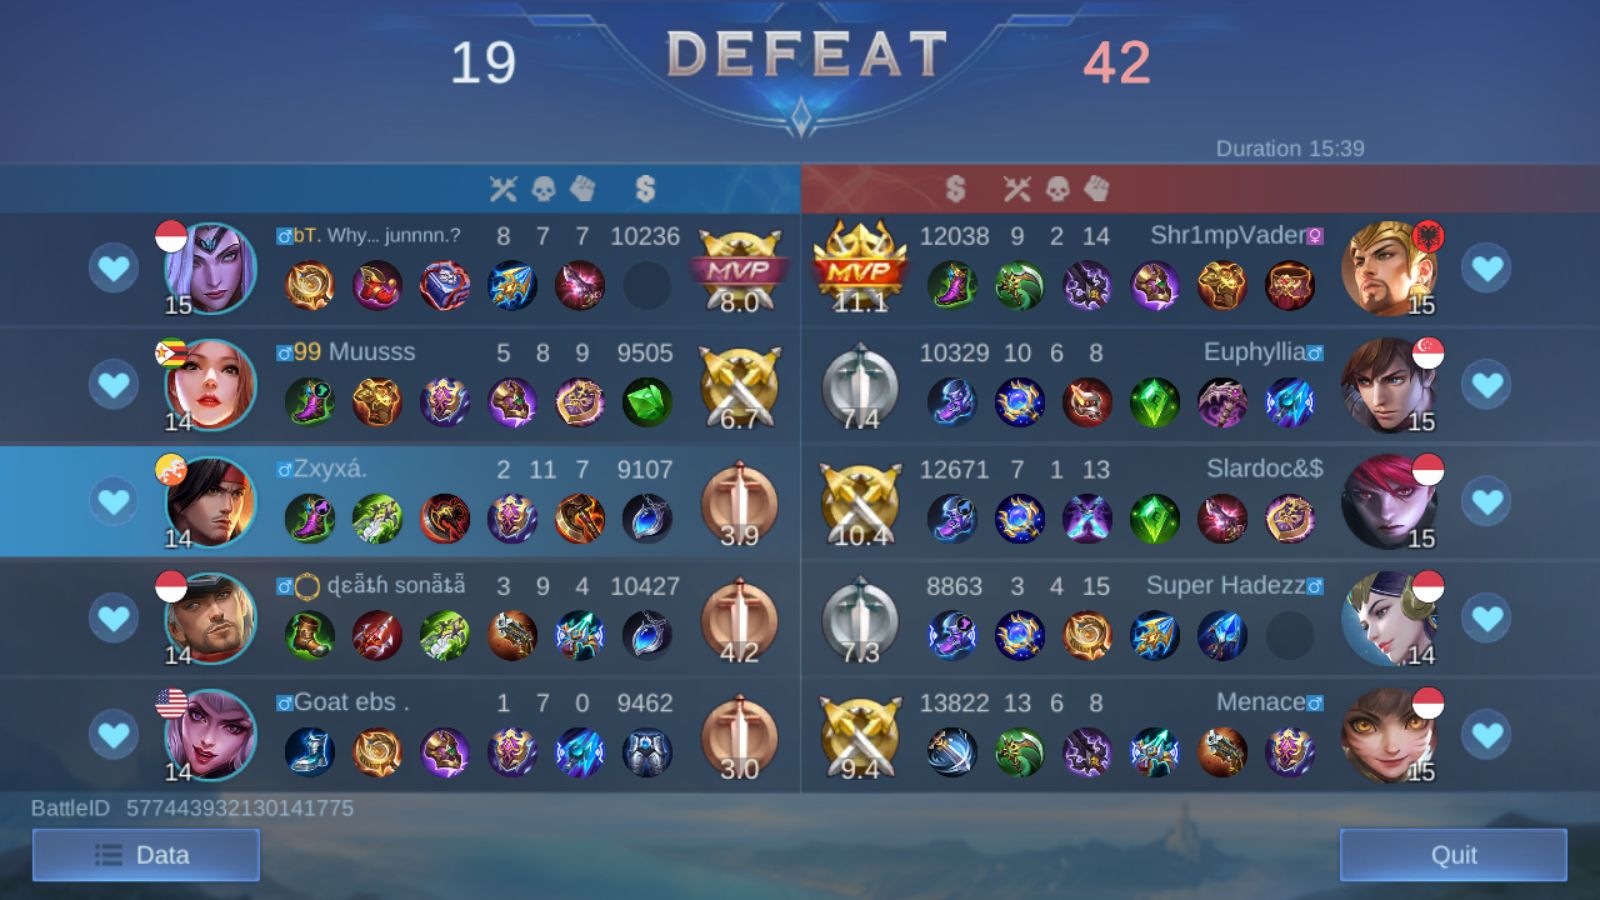 19 DEFEAT 42
Duration 15:39
15 bT. Why... junnnn.? 8 7 7 10236 MVP 8.0
MVP 11.1 12038 9 2 14 Shr1mpVader 15
14 99 Muusss 5 8 9 9505 6.7
7.4 10329 10 6 8 Euphyllia 15
14 Zxyxá. 2 11 7 9107 3.9
10.4 12671 7 1 13 Slardoc&$ 15
14 3 9 4 10427 4.2
7.3 8863 3 4 15 Super Hadezz 14
14 Goat ebs . 1 7 0 9462 3.0
9.4 13822 13 6 8 Menace 15
BattleID 577443932130141775
Data
Quit